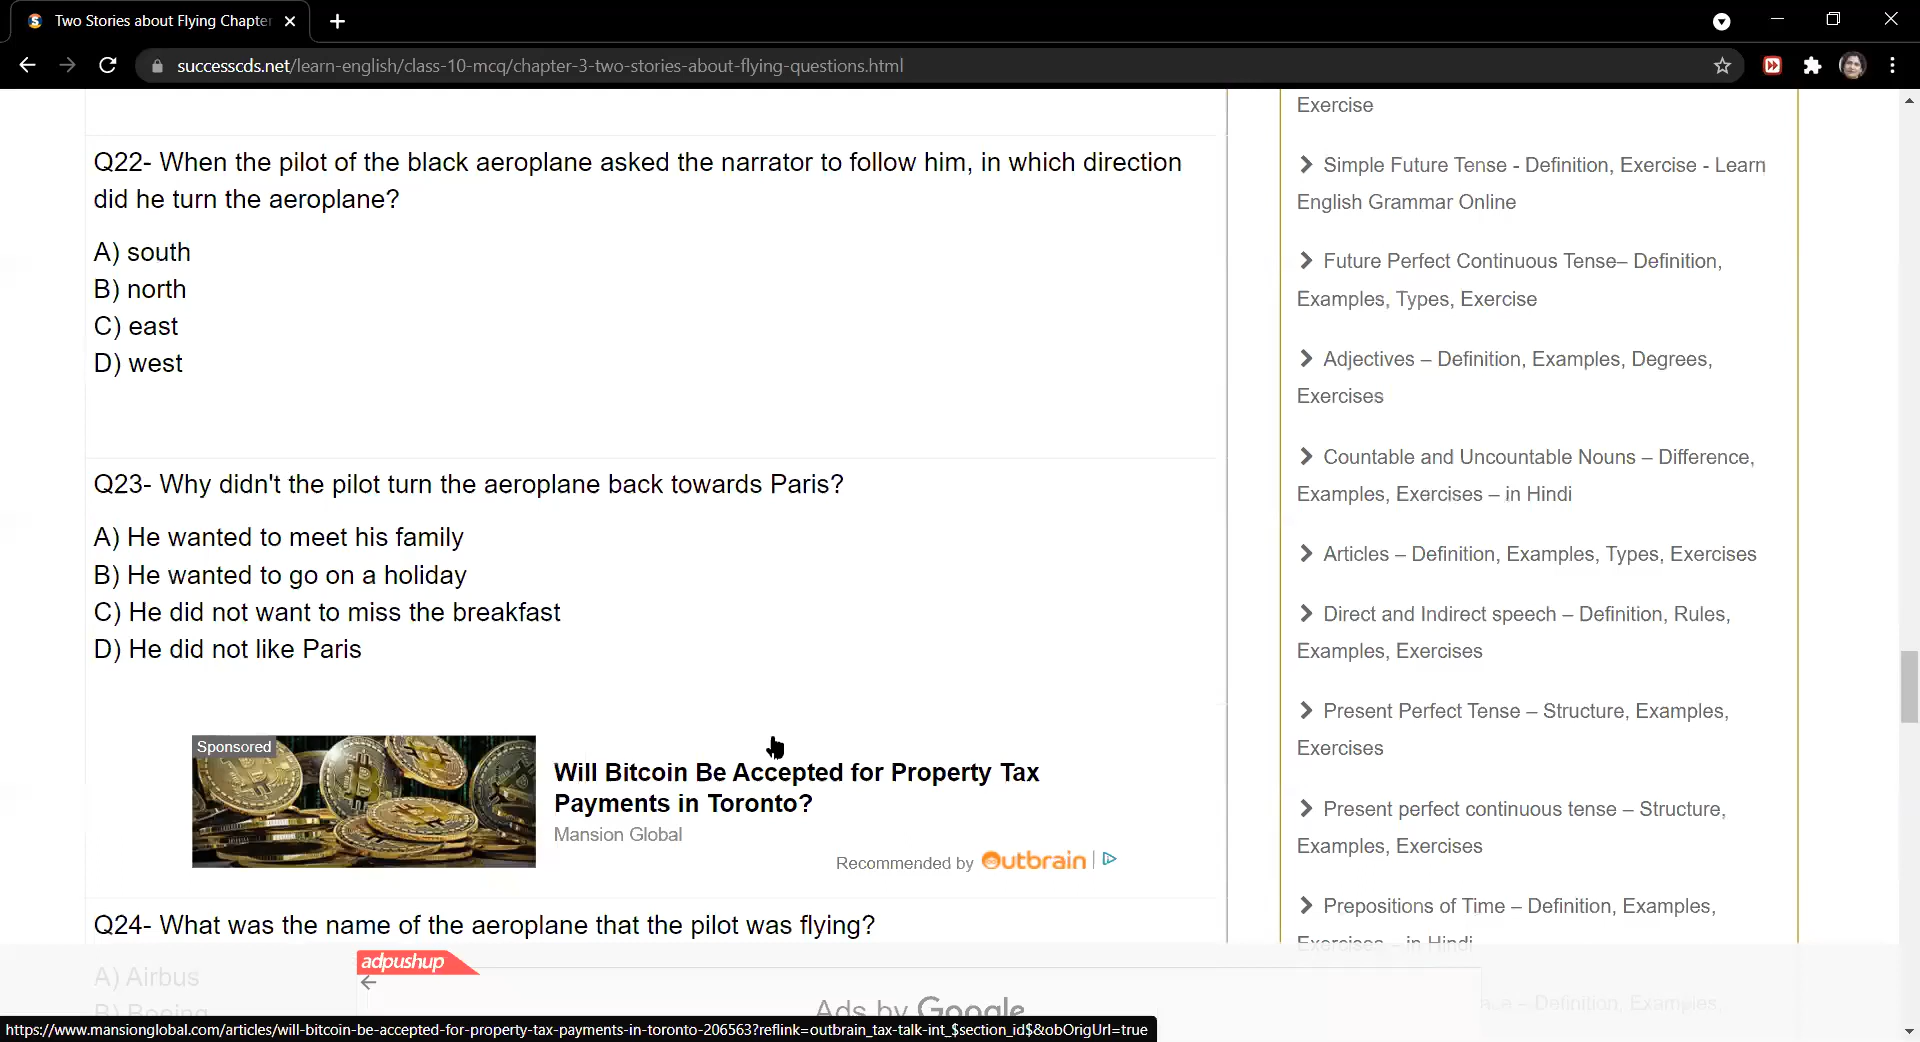 Two Stories about Flying Chapter
successcds.net/learn-english/class-10-mcq/chapter-3-two-stories-about-flying-questions.html
Q22- When the pilot of the black aeroplane asked the narrator to follow him, in which direction
did he turn the aeroplane?
A) south
B) north
C) east
D) west
Q23- Why didn't the pilot turn the aeroplane back towards Paris?
A) He wanted to meet his family
B) He wanted to go on a holiday
C) He did not want to miss the breakfast
D) He did not like Paris
Sponsored
Will Bitcoin Be Accepted for Property Tax
Payments in Toronto?
Mansion Global
Recommended by Outbrain
Q24- What was the name of the aeroplane that the pilot was flying?
A) Airbus
B) Boeing
adpushup
Ads by Google
https://www.mansionglobal.com/articles/will-bitcoin-be-accepted-for-property-tax-payments-in-toronto-206563?reflink=outbrain_tax-talk-int_$section_id$&obOrigUrl=true
Exercise
Simple Future Tense - Definition, Exercise - Learn
English Grammar Online
Future Perfect Continuous Tense– Definition,
Examples, Types, Exercise
Adjectives – Definition, Examples, Degrees,
Exercises
Countable and Uncountable Nouns – Difference,
Examples, Exercises – in Hindi
Articles – Definition, Examples, Types, Exercises
Direct and Indirect speech – Definition, Rules,
Examples, Exercises
Present Perfect Tense – Structure, Examples,
Exercises
Present perfect continuous tense – Structure,
Examples, Exercises
Prepositions of Time – Definition, Examples,
Exercises – in Hindi
– Definition, Examples